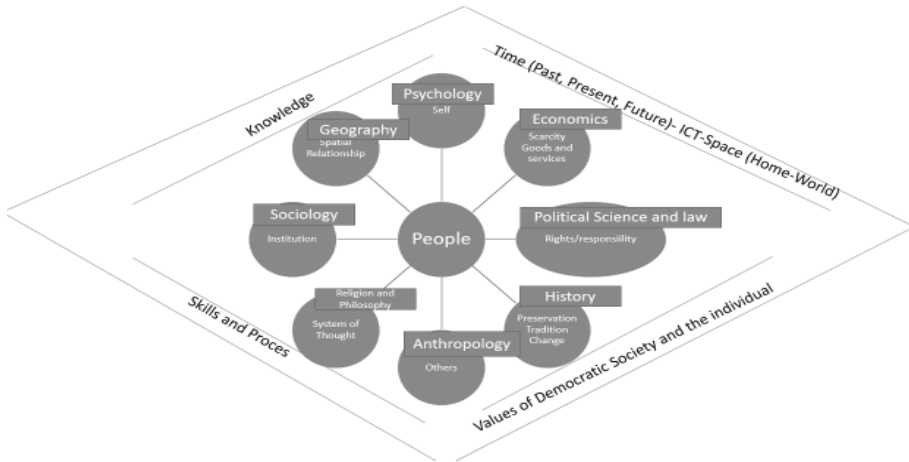 Knowledge
Time (Past, Present, Future)- ICT-Space (Home-World)
Psychology
Self
Geography
Spatial
Relationship
Economics
Scarcity
Goods and
services
Sociology
Institution
People
Political Science and law
Rights/responsiility
Religion and
Philosophy
System of
Thought
History
Preservation
Tradition
Change
Anthropology
Others
Skills and Proces
Values of Democratic Society and the individual